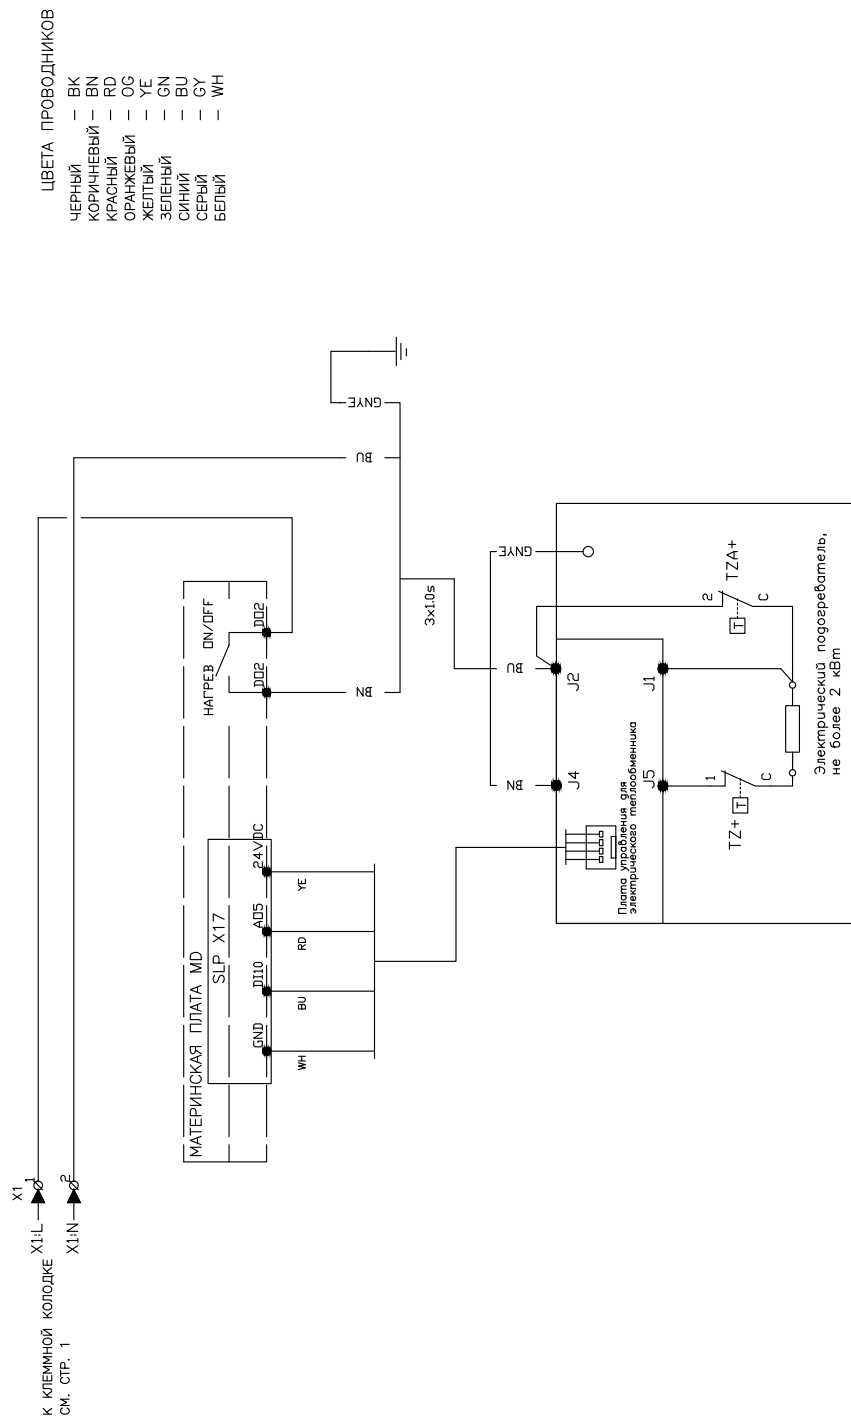 ЦВЕТА ПРОВОДНИКОВ
ЧЕРНЫЙ — BK
КОРИЧНЕВЫЙ — BN
КРАСНЫЙ — RD
ОРАНЖЕВЫЙ — OG
ЖЕЛТЫЙ — YE
ЗЕЛЕНЫЙ — GN
СИНИЙ — BU
СЕРЫЙ — GY
БЕЛЫЙ — WH
К КЛЕММНОЙ КОЛОДКЕ
СМ. СТР. 1
X1
X1:L
1
X1:N
2
МАТЕРИНСКАЯ ПЛАТА MD
SLP X17
GND
DI10
AO5
24VDC
НАГРЕВ ON/OFF
DO2
DO2
WH
BU
RD
YE
BN
BU
GNYE
3x1.0s
BN
BU
GNYE
J4
J2
J5
J1
Плата управления для
электрического теплообменника
TZ+
T
1
C
TZA+
T
2
C
Электрический подогреватель,
не более 2 кВт